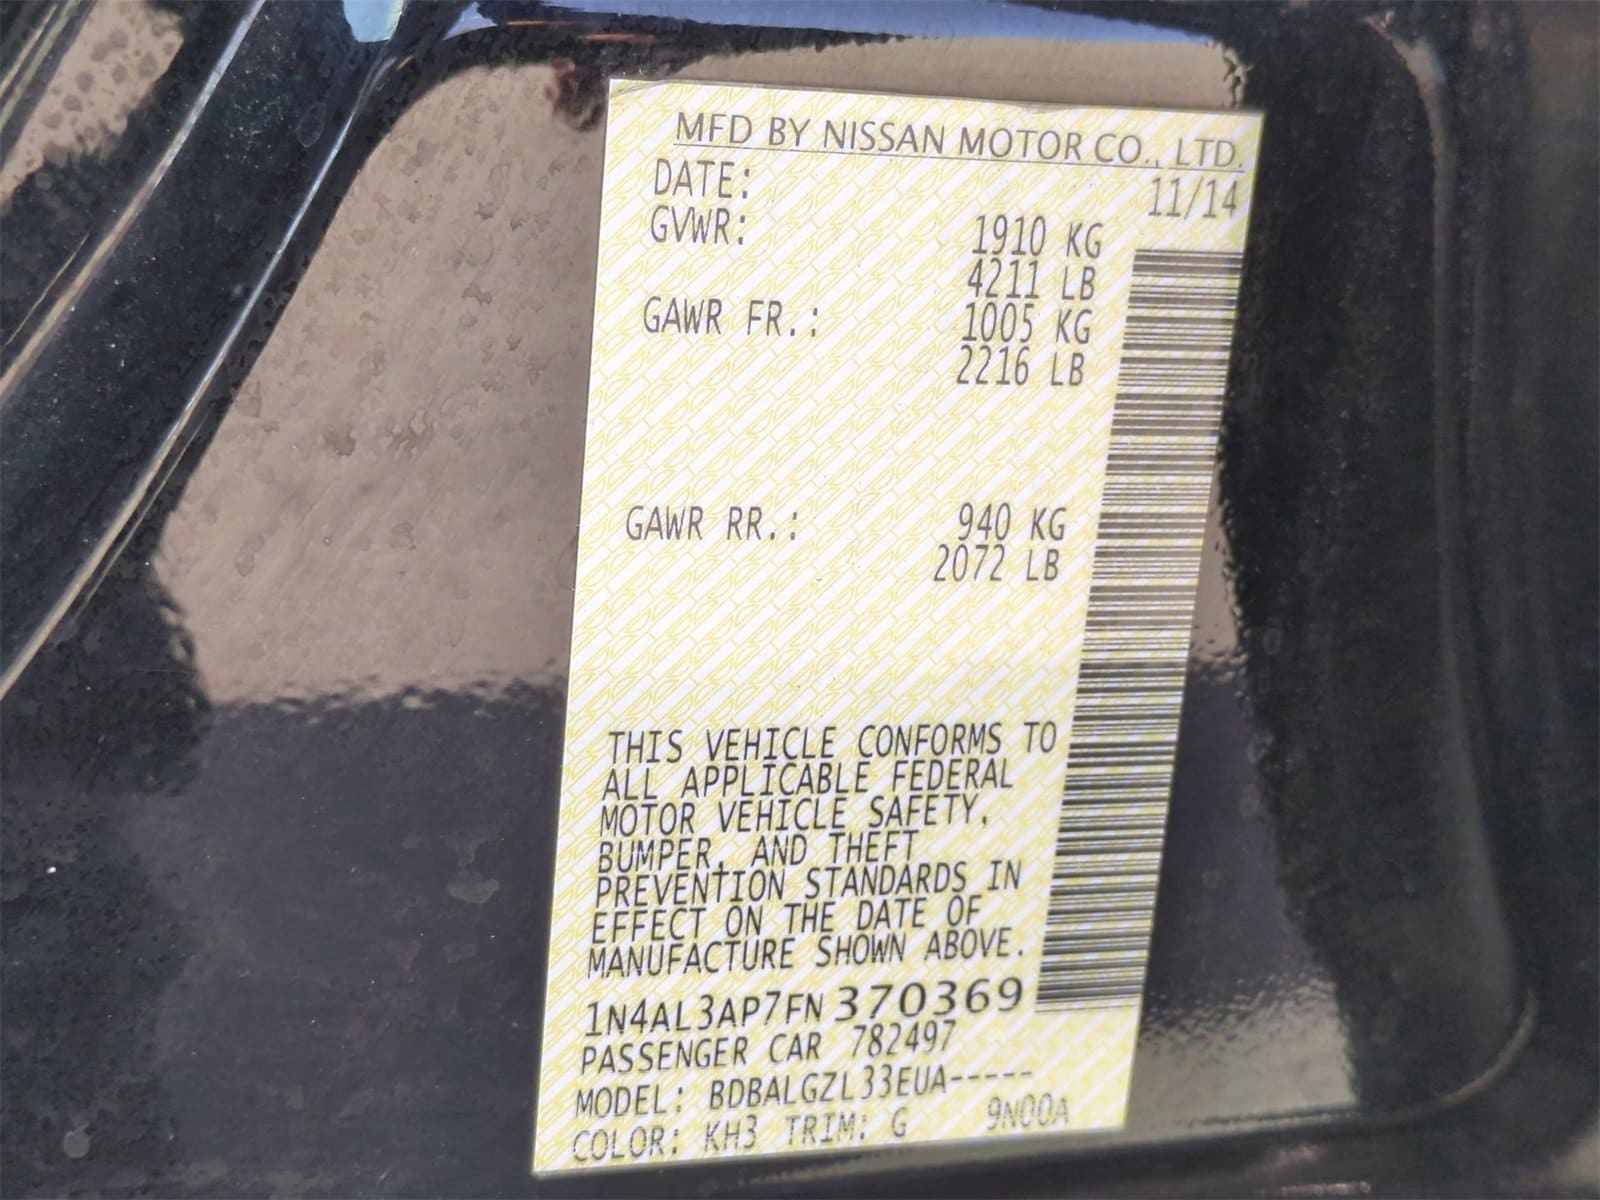 MFD BY NISSAN MOTOR CO., LTD.
DATE: 11/14
GVWR: 1910 KG
4211 LB
GAWR FR.: 1005 KG
2216 LB
GAWR RR.: 940 KG
2072 LB
THIS VEHICLE CONFORMS TO
ALL APPLICABLE FEDERAL
MOTOR VEHICLE SAFETY,
BUMPER, AND THEFT
PREVENTION STANDARDS IN
EFFECT ON THE DATE OF
MANUFACTURE SHOWN ABOVE.
1N4AL3AP7FN370369
PASSENGER CAR 782497
MODEL: BDBALGZL33EUA-----
COLOR: KH3 TRIM: G 9N00A